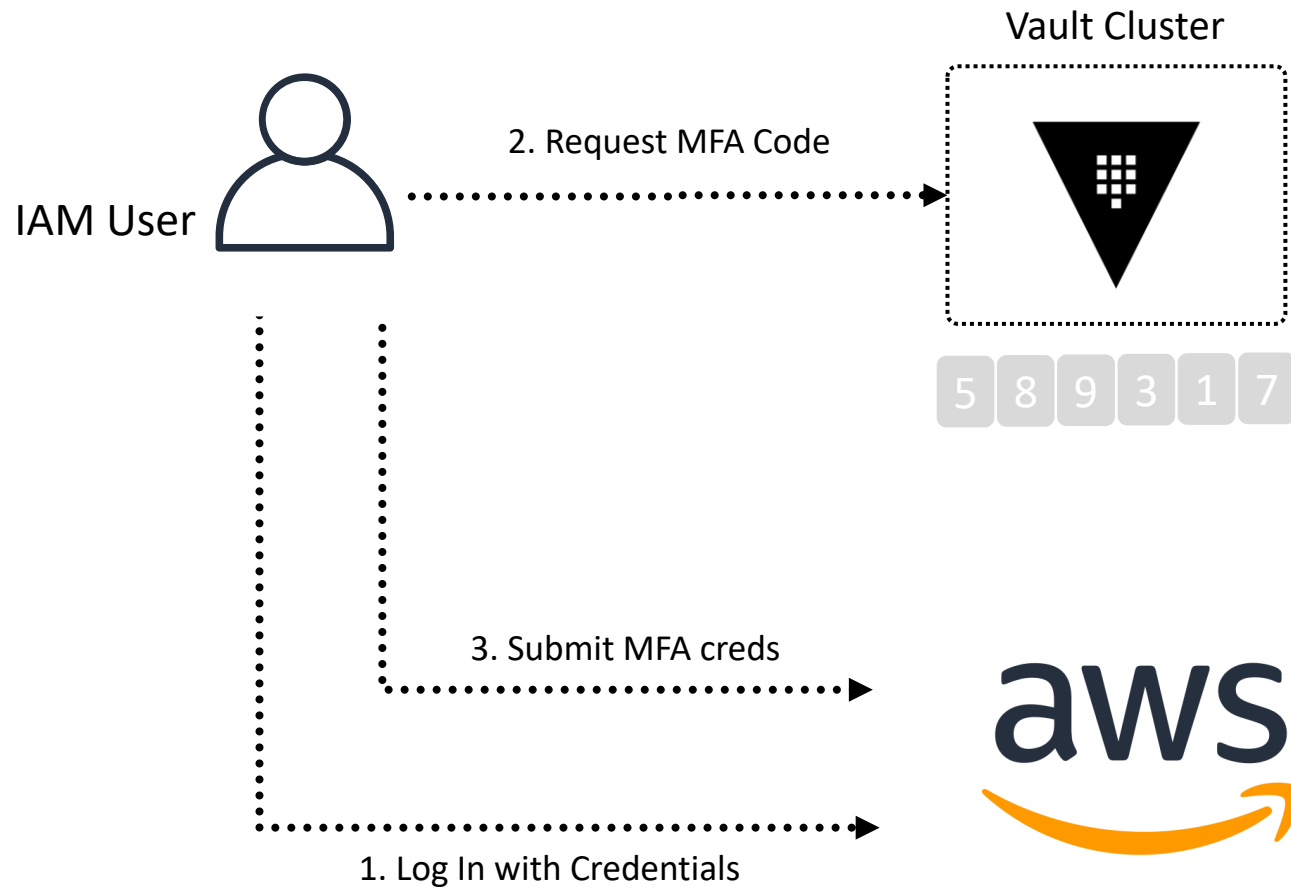 Vault Cluster
2. Request MFA Code
IAM User
5 8 9 3 1 7
3. Submit MFA creds
aws
1. Log In with Credentials